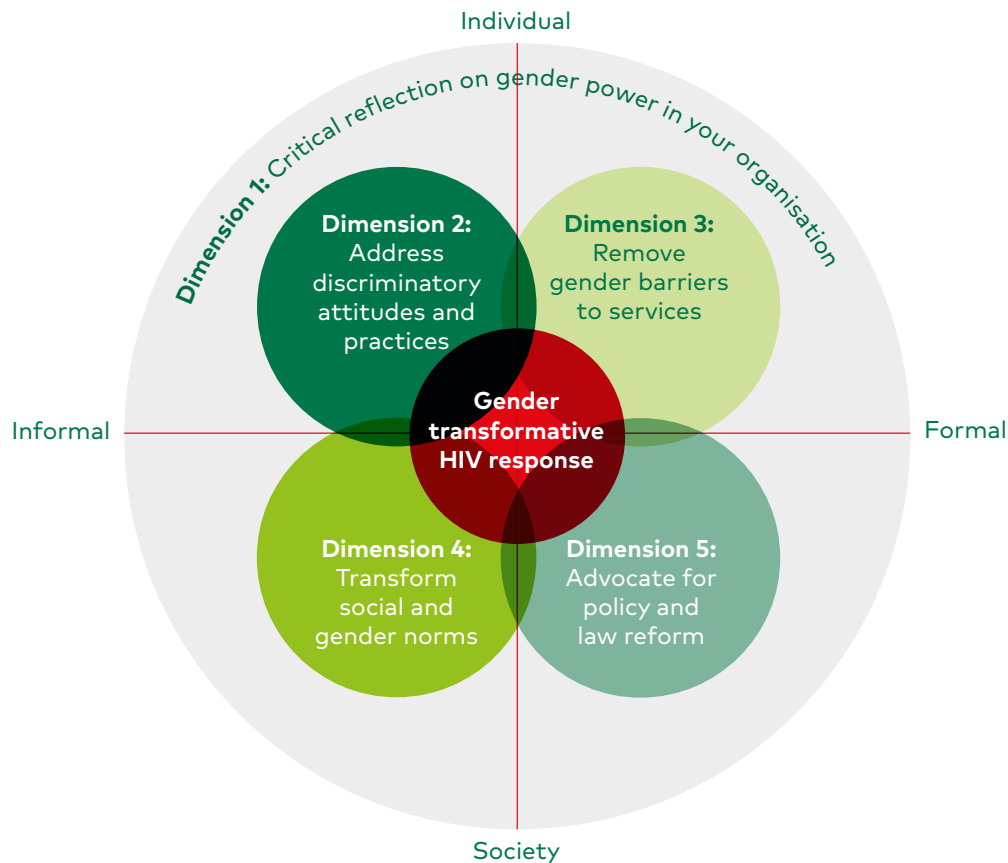 Individual
Dimension 1: Critical reflection on gender power in your organisation
Dimension 2:
Address
discriminatory
attitudes and
practices
Dimension 3:
Remove
gender barriers
to services
Informal
Gender
transformative
HIV response
Formal
Dimension 4:
Transform
social and
gender norms
Dimension 5:
Advocate for
policy and
law reform
Society